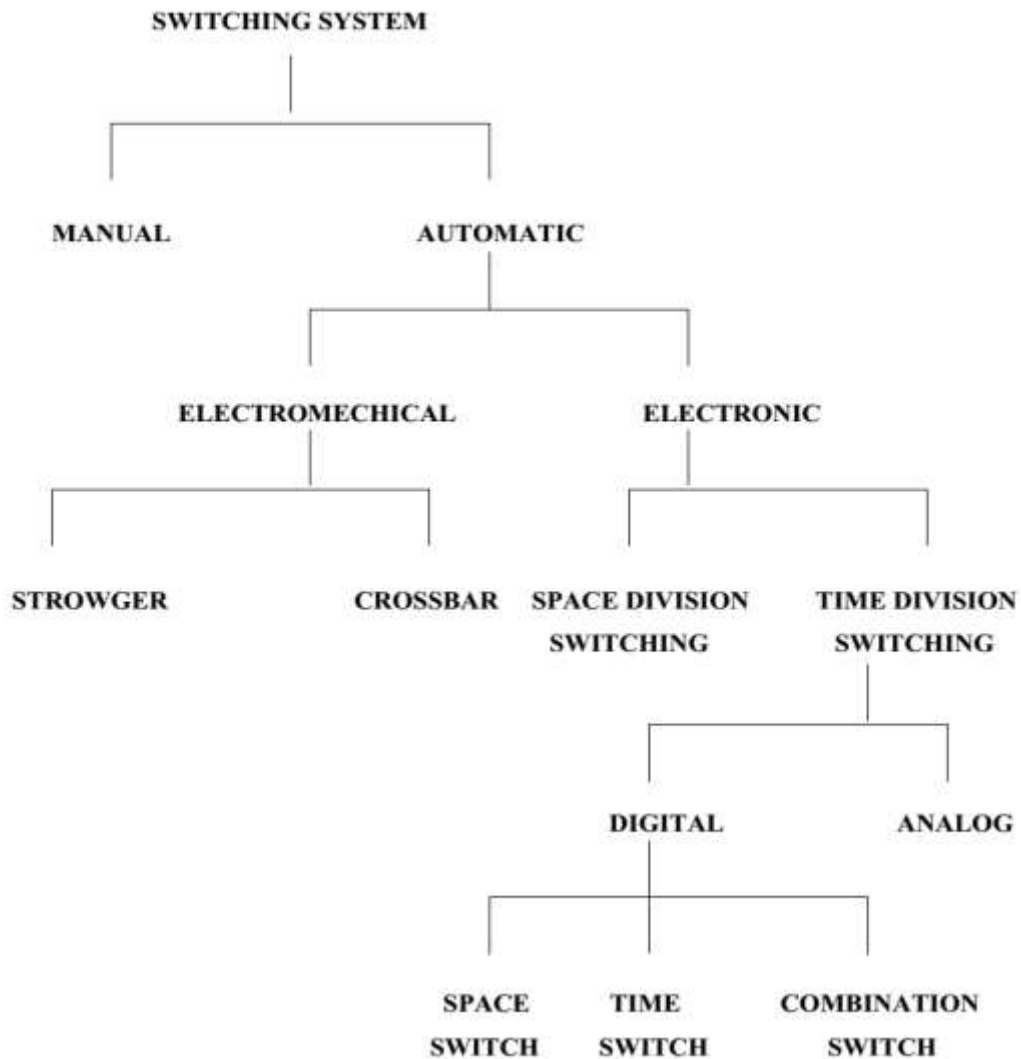 SWITCHING SYSTEM
MANUAL
AUTOMATIC
ELECTROMECHICAL
ELECTRONIC
STROWGER
CROSSBAR
SPACE DIVISION
SWITCHING
TIME DIVISION
SWITCHING
DIGITAL
ANALOG
SPACE
SWITCH
TIME
SWITCH
COMBINATION
SWITCH